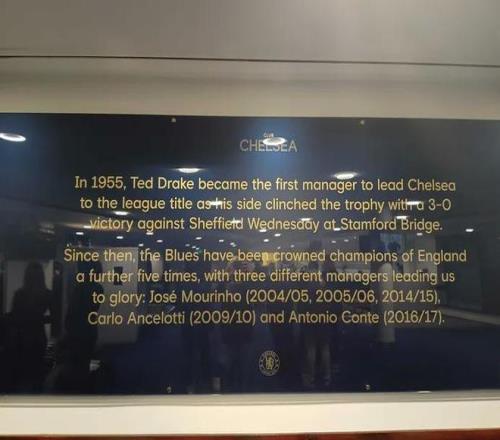 CLUB
CHELSEA
In 1955, Ted Drake became the first manager to lead Chelsea
to the league title as his side clinched the trophy with a 3-0
victory against Sheffield Wednesday at Stamford Bridge.
Since then, the Blues have been crowned champions of England
a further five times, with three different managers leading us
to glory: José Mourinho (2004/05, 2005/06, 2014/15),
Carlo Ancelotti (2009/10) and Antonio Conte (2016/17).